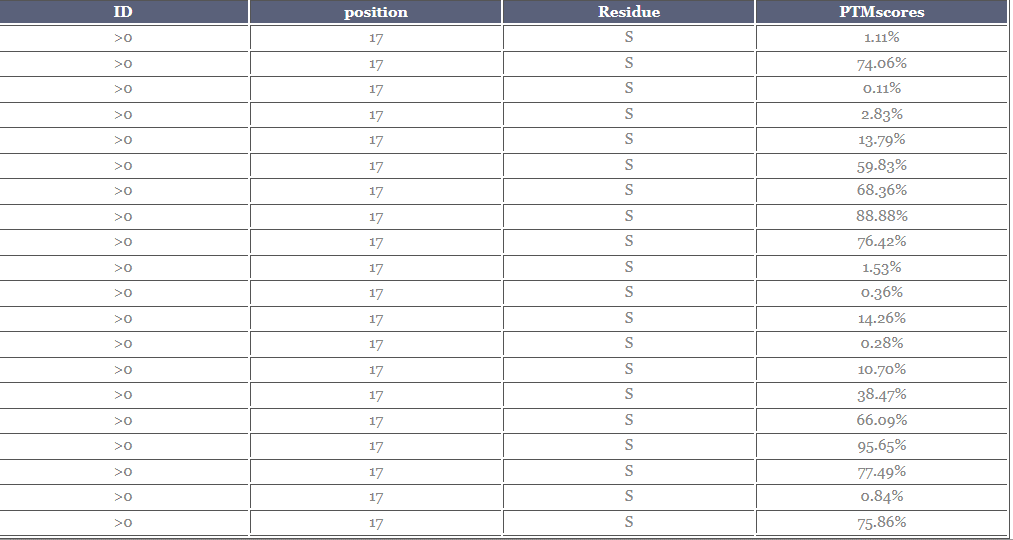 ID position Residue PTMscores
>0 17 S 1.11%
>0 17 S 74.06%
>0 17 S 0.11%
>0 17 S 2.83%
>0 17 S 13.79%
>0 17 S 59.83%
>0 17 S 68.36%
>0 17 S 88.88%
>0 17 S 76.42%
>0 17 S 1.53%
>0 17 S 0.36%
>0 17 S 14.26%
>0 17 S 0.28%
>0 17 S 10.70%
>0 17 S 38.47%
>0 17 S 66.09%
>0 17 S 95.65%
>0 17 S 77.49%
>0 17 S 0.84%
>0 17 S 75.86%